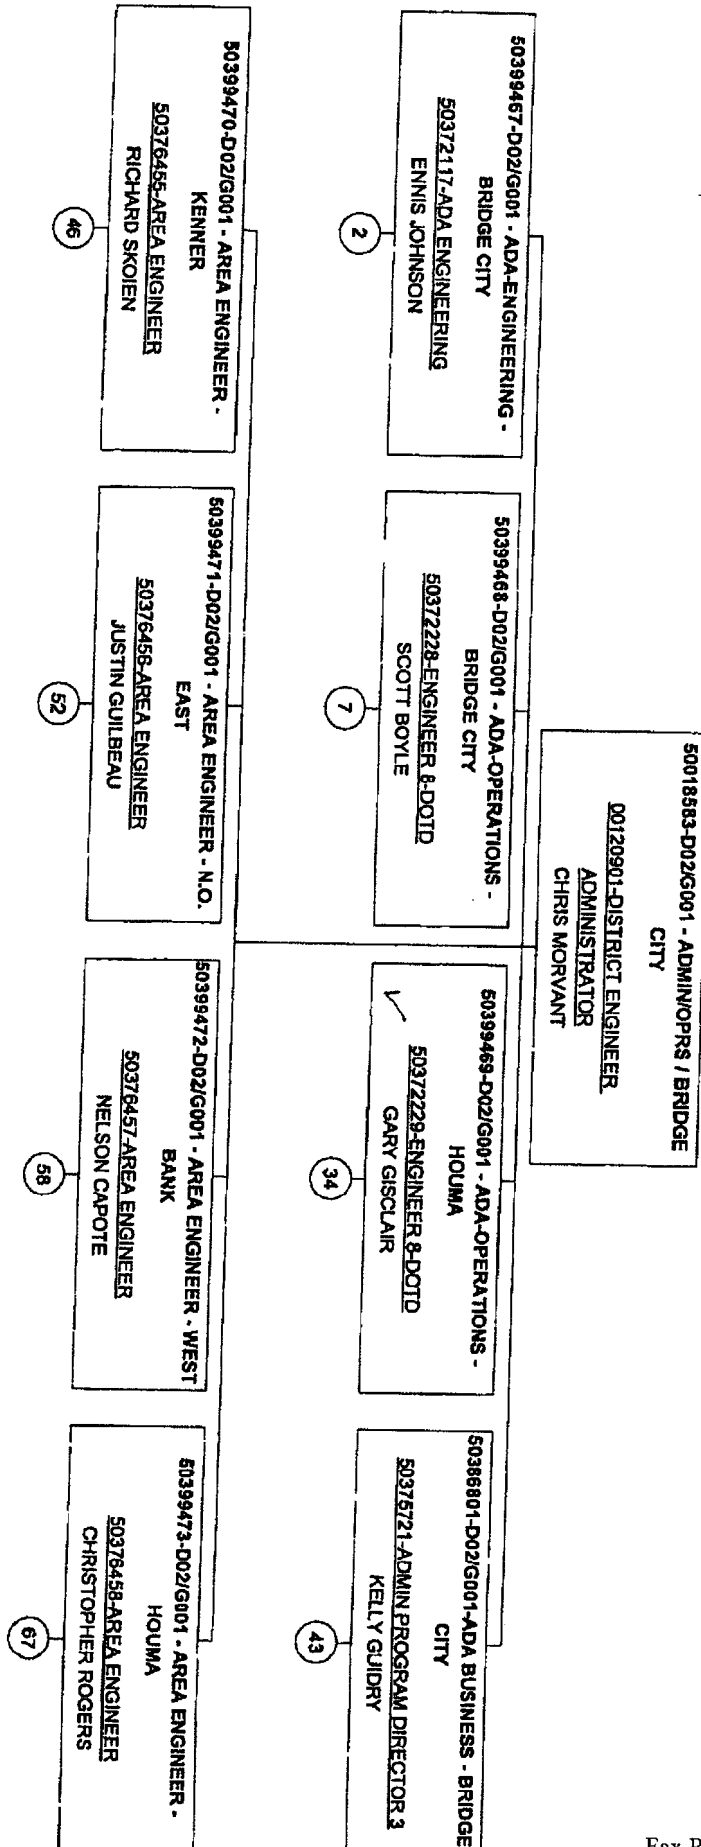 50018583-D02/G001 - ADMIN/OPRS / BRIDGE
CITY
00120901-DISTRICT ENGINEER
ADMINISTRATOR
CHRIS MORVANT
50399467-D02/G001 - ADA-ENGINEERING -
BRIDGE CITY
50372117-ADA ENGINEERING
ENNIS JOHNSON
2
50399468-D02/G001 - ADA-OPERATIONS -
BRIDGE CITY
50372228-ENGINEER 8-DOTD
SCOTT BOYLE
7
50399469-D02/G001 - ADA-OPERATIONS -
HOUMA
50372229-ENGINEER 8-DOTD
GARY GISCLAIR
34
50386801-D02/G001-ADA BUSINESS - BRIDGE
CITY
50375721-ADMIN PROGRAM DIRECTOR 3
KELLY GUIDRY
43
50399470-D02/G001 - AREA ENGINEER -
KENNER
50376455-AREA ENGINEER
RICHARD SKOIEN
46
50399471-D02/G001 - AREA ENGINEER - N.O.
EAST
50376456-AREA ENGINEER
JUSTIN GUILBEAU
52
50399472-D02/G001 - AREA ENGINEER - WEST
BANK
50376457-AREA ENGINEER
NELSON CAPOTE
58
50399473-D02/G001 - AREA ENGINEER -
HOUMA
50376458-AREA ENGINEER
CHRISTOPHER ROGERS
67
Fax